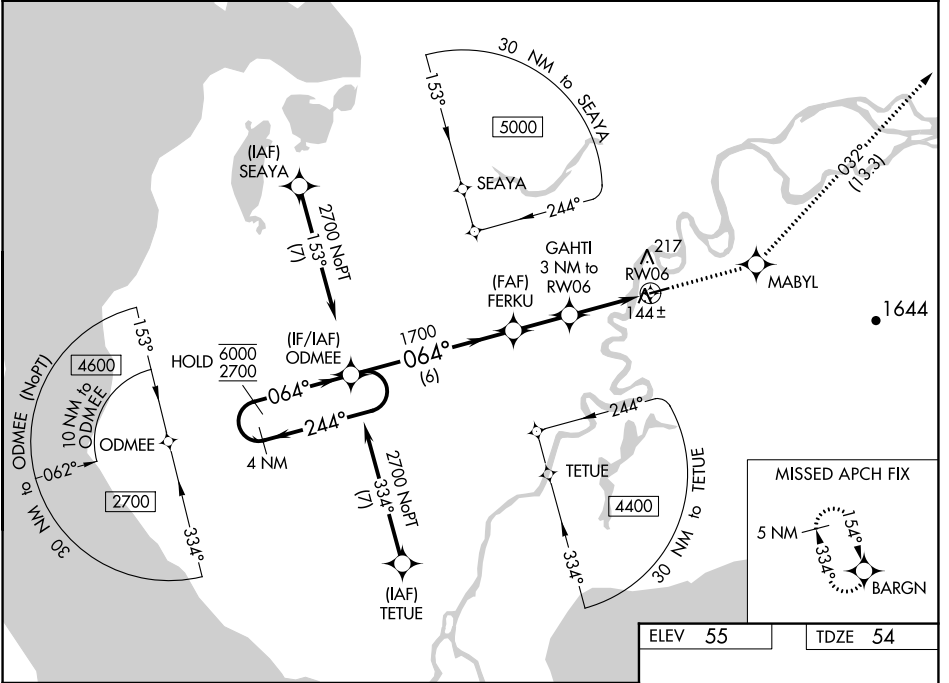 30 NM to SEAYA
153°
5000
SEAYA
244°
(IAF)
SEAYA
2700 NoPT
153°
(7)
032°
(13.3)
GAHTI
3 NM to
RW06
217
RW06
144±
MABYL
(FAF)
FERKU
1644
(IF/IAF)
ODMEE
1700
064°
(6)
HOLD
6000
2700
064°
244°
4 NM
30 NM to ODMEE (NoPT)
153°
4600
10 NM to
ODMEE
ODMEE
062°
2700
334°
2700 NoPT
334°
(7)
(IAF)
TETUE
244°
TETUE
4400
334°
30 NM to TETUE
MISSED APCH FIX
5 NM
154°
334°
BARGN
ELEV 55
TDZE 54